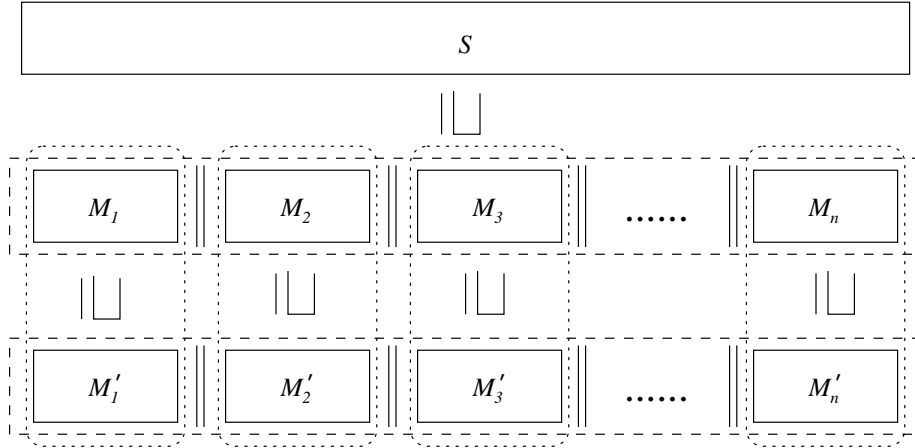 S
M₁ || M₂ || M₃ || ...... || Mₙ
M₁′ || M₂′ || M₃′ || ...... || Mₙ′